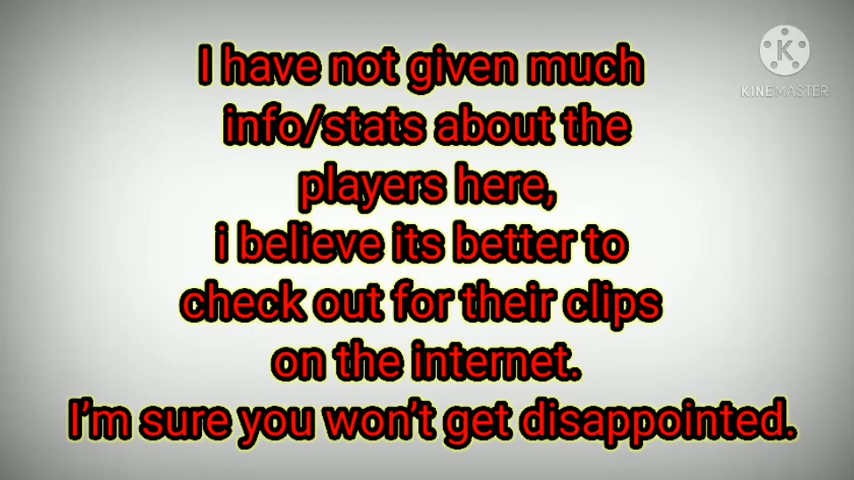 I have not given much
info/stats about the
players here,
i believe its better to
check out for their clips
on the internet.
I'm sure you won't get disappointed.
K
KINEMASTER